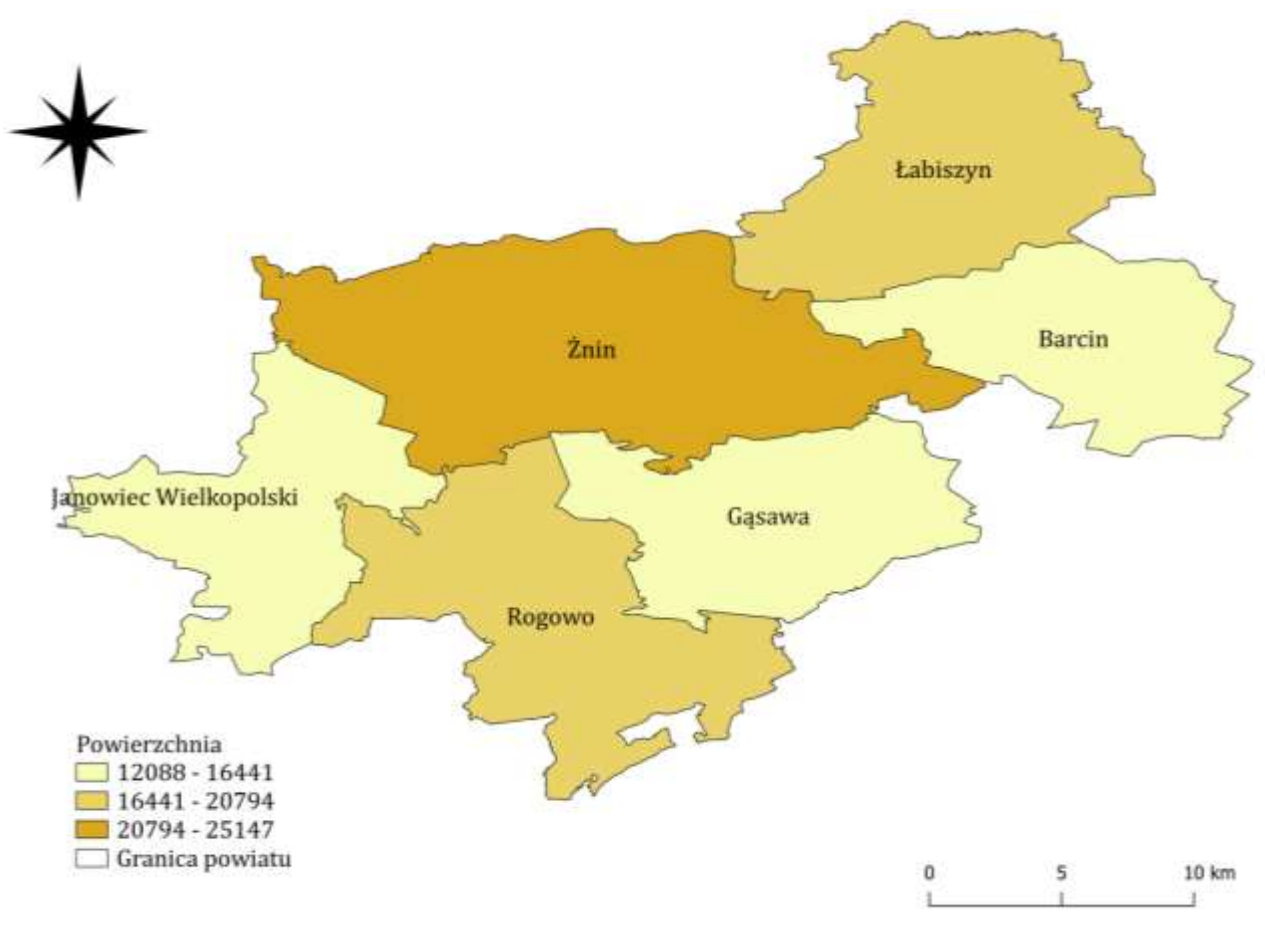 Łabiszyn
Barcin
Żnin
Janowiec Wielkopolski
Gąsawa
Rogowo
Powierzchnia
12088 - 16441
16441 - 20794
20794 - 25147
Granica powiatu
0 5 10 km